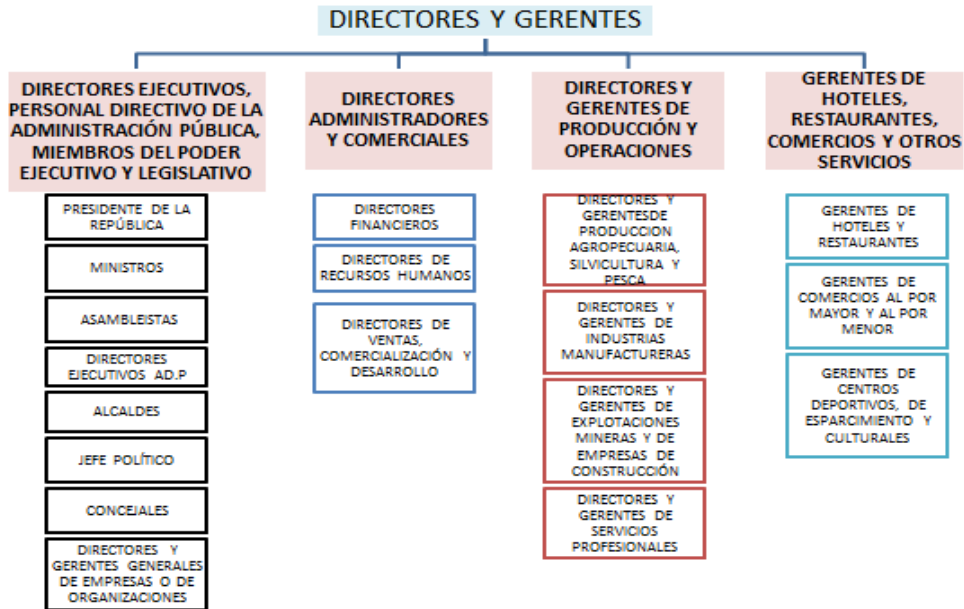 DIRECTORES Y GERENTES
DIRECTORES EJECUTIVOS,
PERSONAL DIRECTIVO DE LA
ADMINISTRACIÓN PÚBLICA,
MIEMBROS DEL PODER
EJECUTIVO Y LEGISLATIVO
PRESIDENTE DE LA
REPÚBLICA
MINISTROS
ASAMBLEISTAS
DIRECTORES
EJECUTIVOS AD.P
ALCALDES
JEFE POLÍTICO
CONCEJALES
DIRECTORES Y
GERENTES GENERALES
DE EMPRESAS O DE
ORGANIZACIONES
DIRECTORES
ADMINISTRADORES
Y COMERCIALES
DIRECTORES
FINANCIEROS
DIRECTORES DE
RECURSOS HUMANOS
DIRECTORES DE
VENTAS,
COMERCIALIZACIÓN Y
DESARROLLO
DIRECTORES Y
GERENTES DE
PRODUCCIÓN Y
OPERACIONES
DIRECTORES Y
GERENTESDE
PRODUCCION
AGROPECUARIA,
SILVICULTURA Y
PESCA
DIRECTORES Y
GERENTES DE
INDUSTRIAS
MANUFACTURERAS
DIRECTORES Y
GERENTES DE
EXPLOTACIONES
MINERAS Y DE
EMPRESAS DE
CONSTRUCCIÓN
DIRECTORES Y
GERENTES DE
SERVICIOS
PROFESIONALES
GERENTES DE
HOTELES,
RESTAURANTES,
COMERCIOS Y OTROS
SERVICIOS
GERENTES DE
HOTELES Y
RESTAURANTES
GERENTES DE
COMERCIOS AL POR
MAYOR Y AL POR
MENOR
GERENTES DE
CENTROS
DEPORTIVOS, DE
ESPARCIMIENTO Y
CULTURALES